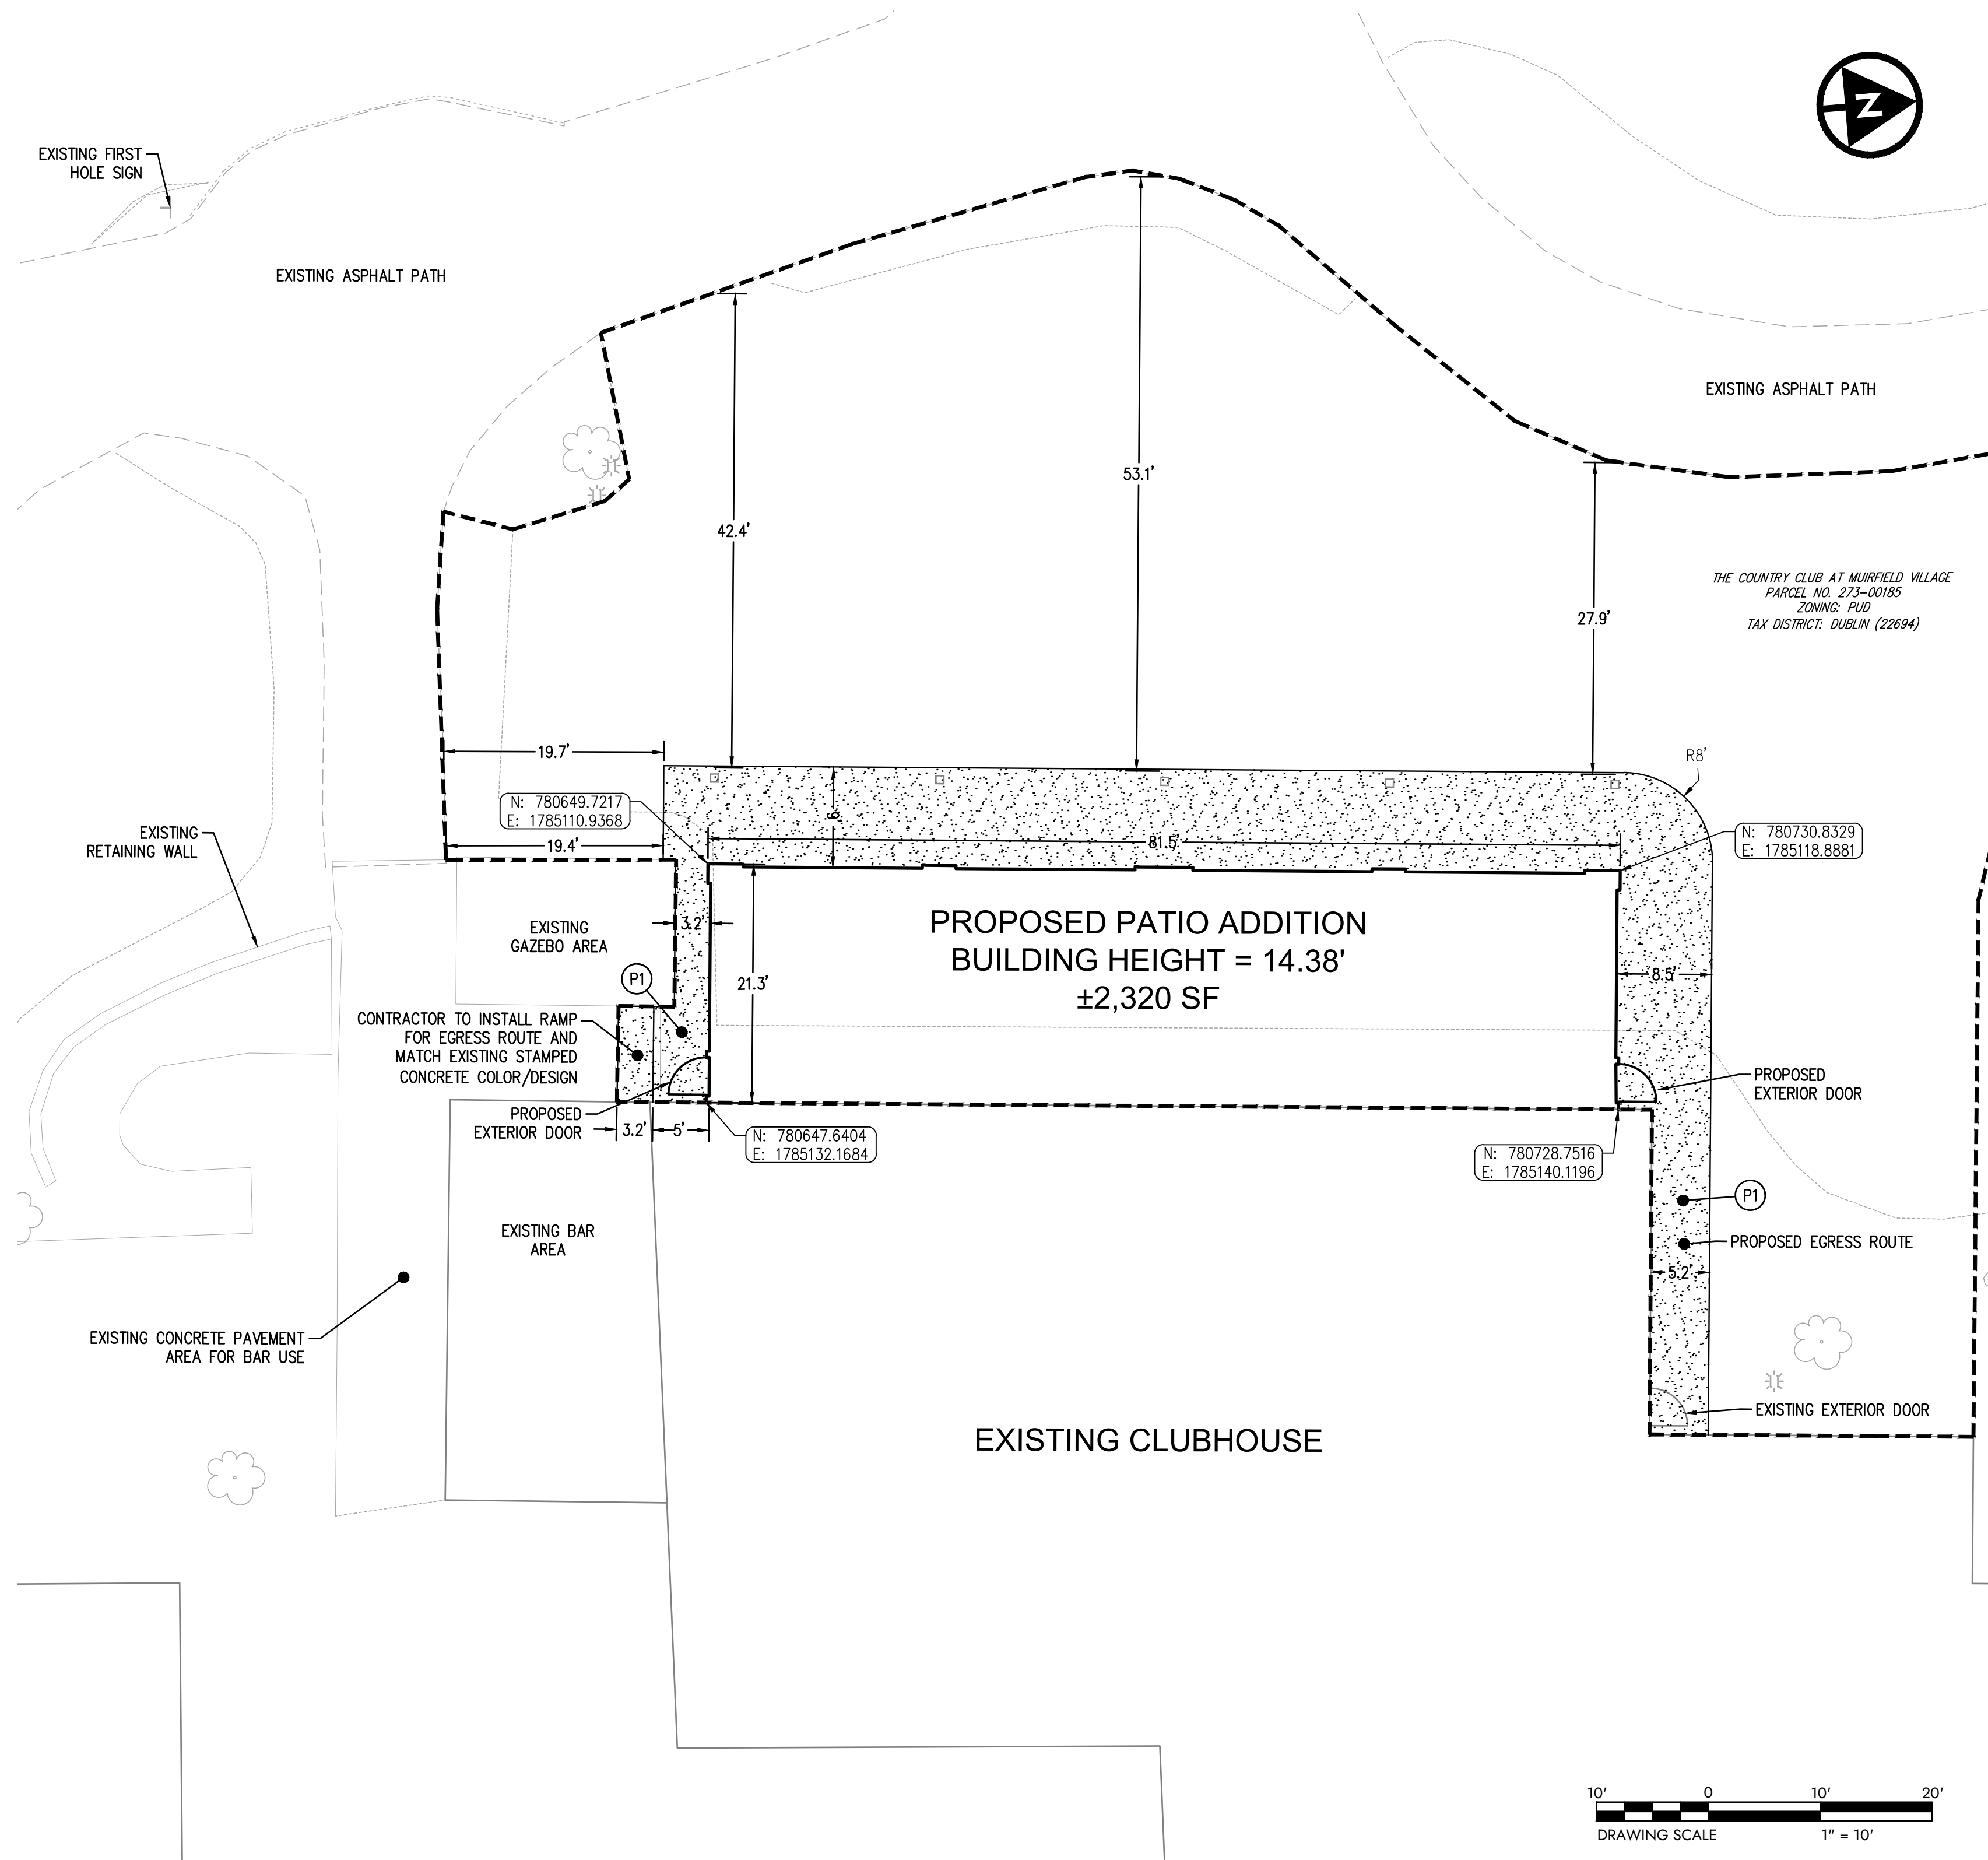 N
EXISTING FIRST
HOLE SIGN
EXISTING ASPHALT PATH
EXISTING ASPHALT PATH
53.1'
42.4'
27.9'
THE COUNTRY CLUB AT MUIRFIELD VILLAGE
PARCEL NO. 273-00185
ZONING: PUD
TAX DISTRICT: DUBLIN (22694)
19.7'
R8'
N: 780649.7217
E: 1785110.9368
81.5'
N: 780730.8329
E: 1785118.8881
EXISTING
RETAINING WALL
19.4'
3.2'
EXISTING
GAZEBO AREA
PROPOSED PATIO ADDITION
BUILDING HEIGHT = 14.38'
±2,320 SF
P1
21.3'
8.5'
CONTRACTOR TO INSTALL RAMP
FOR EGRESS ROUTE AND
MATCH EXISTING STAMPED
CONCRETE COLOR/DESIGN
PROPOSED
EXTERIOR DOOR
PROPOSED
EXTERIOR DOOR
3.2'
5'
N: 780647.6404
E: 1785132.1684
N: 780728.7516
E: 1785140.1196
P1
EXISTING BAR
AREA
PROPOSED EGRESS ROUTE
5.2'
EXISTING CONCRETE PAVEMENT
AREA FOR BAR USE
EXISTING EXTERIOR DOOR
EXISTING CLUBHOUSE
10' 0 10' 20'
DRAWING SCALE 1" = 10'